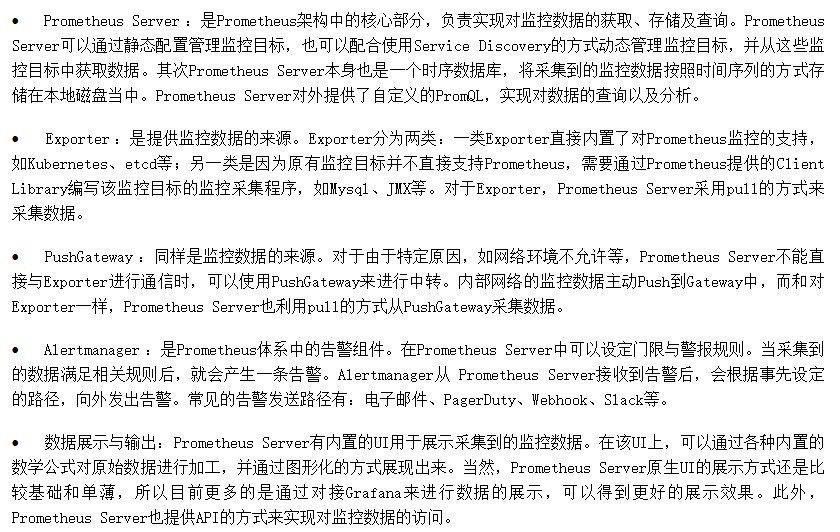 • Prometheus Server：是Prometheus架构中的核心部分，负责实现对监控数据的获取、存储及查询。Prometheus
Server可以通过静态配置管理监控目标，也可以配合使用Service Discovery的方式动态管理监控目标，并从这些监
控目标中获取数据。其次Prometheus Server本身也是一个时序数据库，将采集到的监控数据按照时间序列的方式存
储在本地磁盘当中。Prometheus Server对外提供了自定义的PromQL，实现对数据的查询以及分析。
• Exporter：是提供监控数据的来源。Exporter分为两类：一类Exporter直接内置了对Prometheus监控的支持，
如Kubernetes、etcd等；另一类是因为原有监控目标并不直接支持Prometheus，需要通过Prometheus提供的Client
Library编写该监控目标的监控采集程序，如Mysql、JMX等。对于Exporter，Prometheus Server采用pull的方式来
采集数据。
• PushGateway：同样是监控数据的来源。对于由于特定原因，如网络环境不允许等，Prometheus Server不能直
接与Exporter进行通信时，可以使用PushGateway来进行中转。内部网络的监控数据主动Push到Gateway中，而和对
Exporter一样，Prometheus Server也利用pull的方式从PushGateway采集数据。
• Alertmanager：是Prometheus体系中的告警组件。在Prometheus Server中可以设定门限与警报规则。当采集到
的数据满足相关规则后，就会产生一条告警。Alertmanager从 Prometheus Server接收到告警后，会根据事先设定
的路径，向外发出告警。常见的告警发送路径有：电子邮件、PagerDuty、Webhook、Slack等。
• 数据展示与输出：Prometheus Server有内置的UI用于展示采集到的监控数据。在该UI上，可以通过各种内置的
数学公式对原始数据进行加工，并通过图形化的方式展现出来。当然，Prometheus Server原生UI的展示方式还是比
较基础和单薄，所以目前更多的是通过对接Grafana来进行数据的展示，可以得到更好的展示效果。此外，
Prometheus Server也提供API的方式来实现对监控数据的访问。